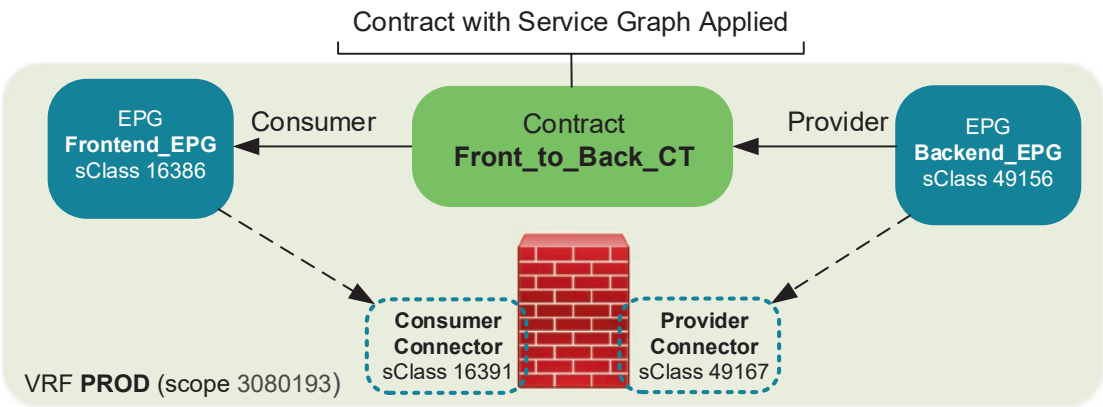 Contract with Service Graph Applied
EPG
Frontend_EPG
sClass 16386
Consumer
Contract
Front_to_Back_CT
Provider
EPG
Backend_EPG
sClass 49156
Consumer
Connector
sClass 16391
Provider
Connector
sClass 49167
VRF PROD (scope 3080193)